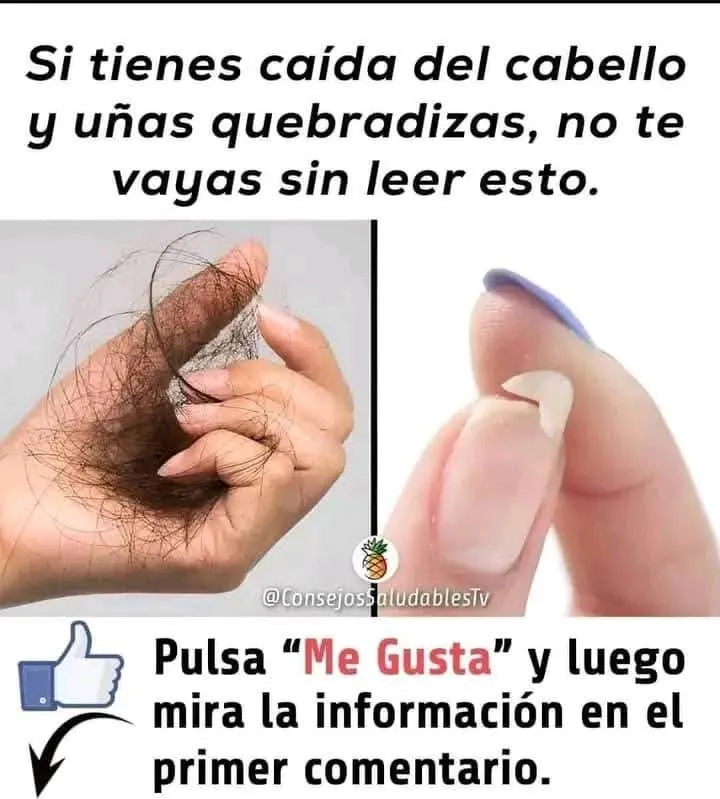 Si tienes caída del cabello
y uñas quebradizas, no te
vayas sin leer esto.
@ConsejosSaludablesTv
Pulsa “Me Gusta” y luego
mira la información en el
primer comentario.